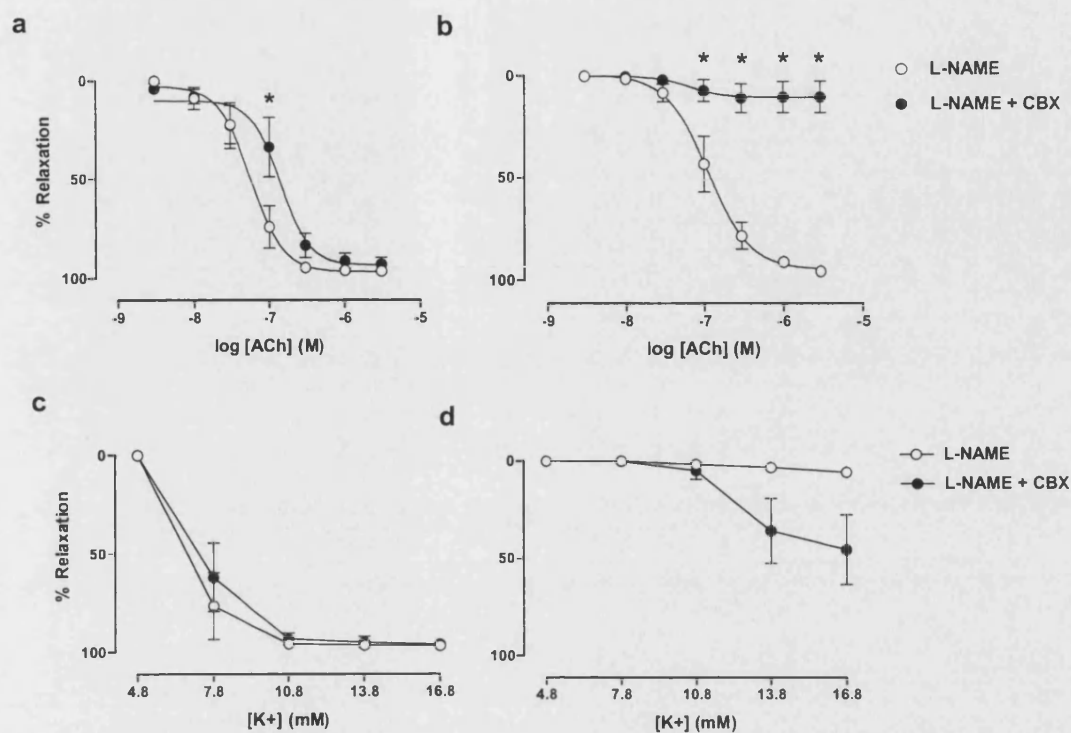 a
0
50
100
% Relaxation
*
-9 -8 -7 -6 -5
log [ACh] (M)
b
0
50
100
* * * *
-9 -8 -7 -6 -5
log [ACh] (M)
L-NAME
L-NAME + CBX
c
0
50
100
% Relaxation
4.8 7.8 10.8 13.8 16.8
[K+] (mM)
d
0
50
100
4.8 7.8 10.8 13.8 16.8
[K+] (mM)
L-NAME
L-NAME + CBX